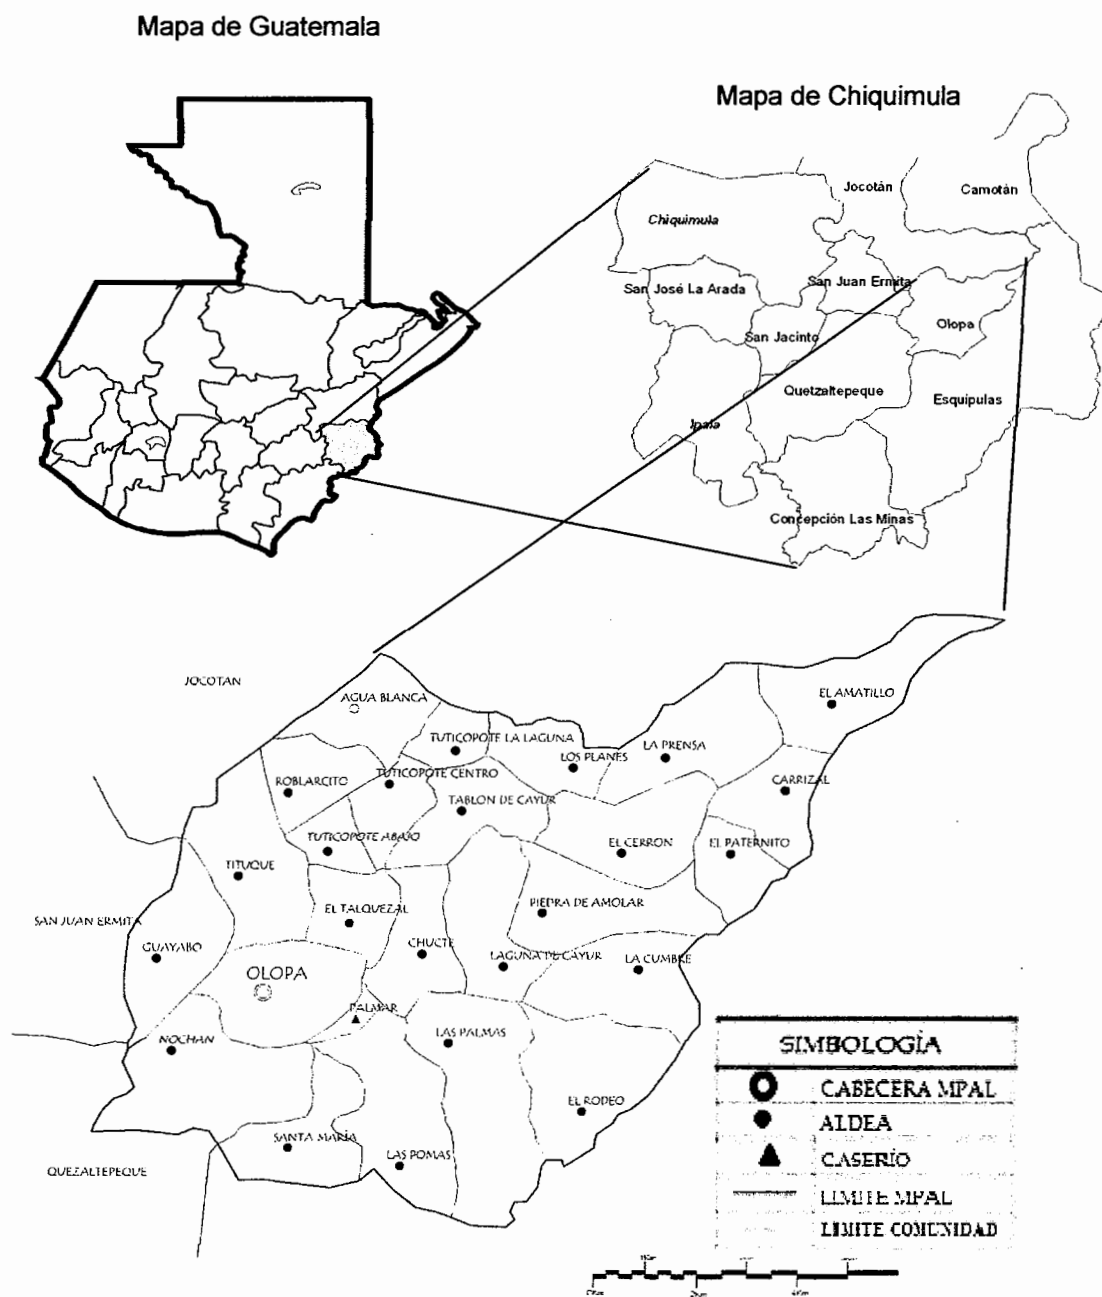 Mapa de Guatemala
Mapa de Chiquimula
Jocotán
Camotán
Chiquimula
San José La Arada
San Juan Ermita
Olopa
San Jacinto
Quetzaltepeque
Esquipulas
Ipala
Concepción Las Minas
JOCOTAN
AGUA BLANCA
EL AMATILLO
TUTICOPOTE LA LAGUNA
LA PRENSA
LOS PLANES
ROBLARCITO
TUTICOPOTE CENTRO
CARRIZAL
TABLON DE CAYUR
TUTICOPOTE ABAJO
EL CERRON
EL PATERNITO
TITUQUE
EL TALQUEZAL
PIEDRA DE AMOLAR
SAN JUAN ERMITA
GUAYABO
CHUCTE
LAGUNA DE CAYUR
LA CUMBRE
OLOPA
PALMAR
NOCHAN
LAS PALMAS
EL RODEO
SANTA MARÍA
LAS POMAS
QUEZALTEPEQUE
SIMBOLOGÍA
CABECERA MPAL
ALDEA
CASERÍO
LIMITE MPAL
LIMITE COMUNIDAD